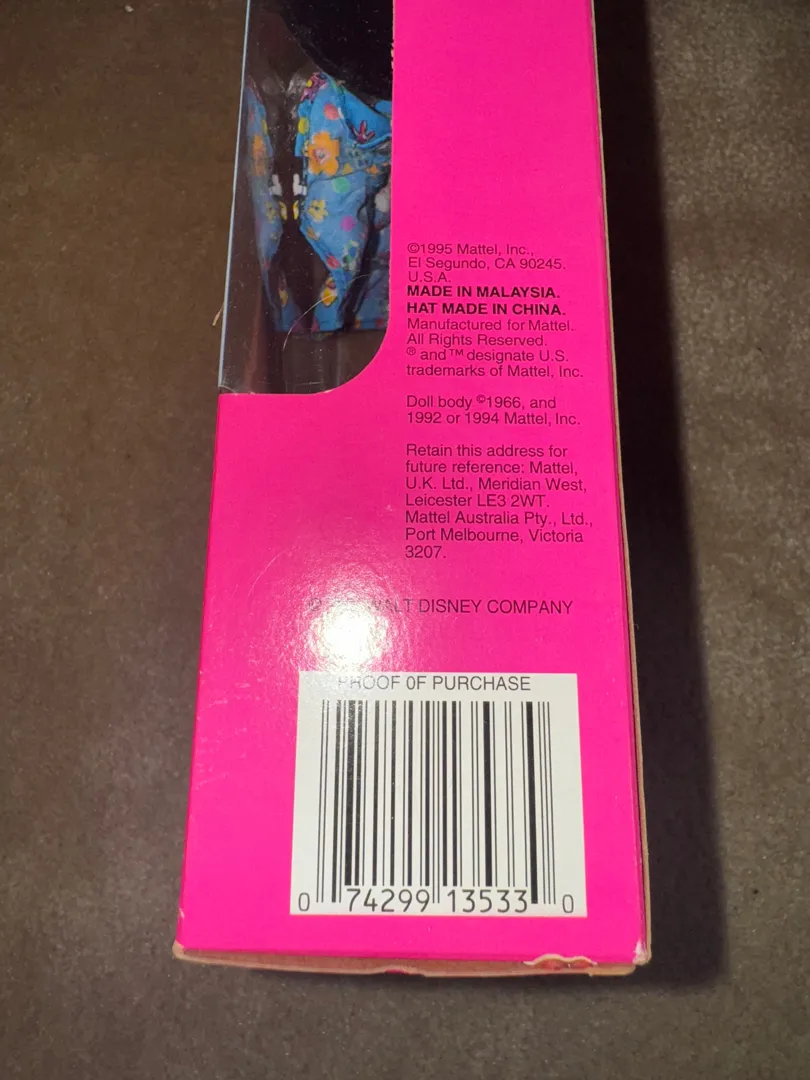 ©1995 Mattel, Inc.,
El Segundo, CA 90245.
U.S.A.
MADE IN MALAYSIA.
HAT MADE IN CHINA.
Manufactured for Mattel.
All Rights Reserved.
® and ™ designate U.S.
trademarks of Mattel, Inc.
Doll body ©1966, and
1992 or 1994 Mattel, Inc.
Retain this address for
future reference: Mattel,
U.K. Ltd., Meridian West,
Leicester LE3 2WT.
Mattel Australia Pty., Ltd.,
Port Melbourne, Victoria
3207.
WALT DISNEY COMPANY
PROOF OF PURCHASE
0 74299 13533 0